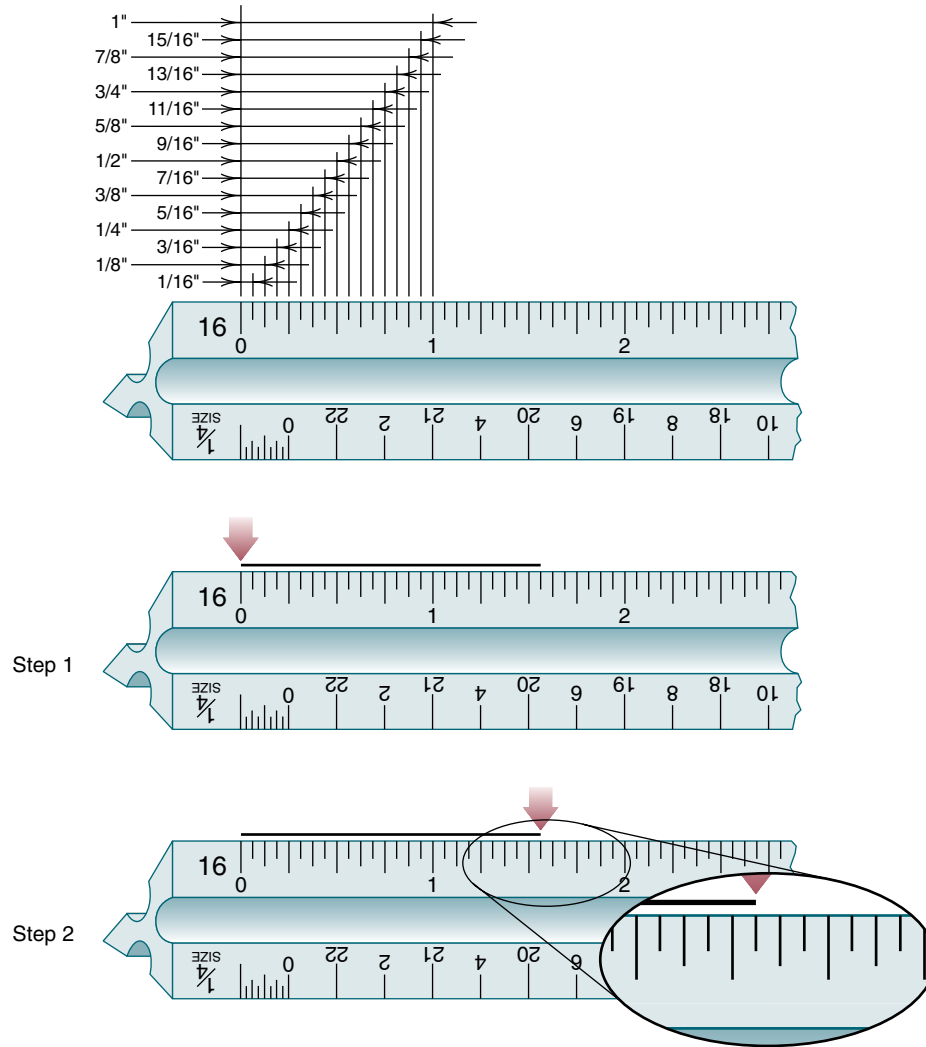 1"
15/16"
7/8"
13/16"
3/4"
11/16"
5/8"
9/16"
1/2"
7/16"
3/8"
5/16"
1/4"
3/16"
1/8"
1/16"
16
0 1 2
1/4 SIZE 0 22 2 21 4 20 6 19 8 18 10
Step 1
16
0 1 2
1/4 SIZE 0 22 2 21 4 20 6 19 8 18 10
Step 2
16
0 1 2
1/4 SIZE 0 22 2 21 4 20 6